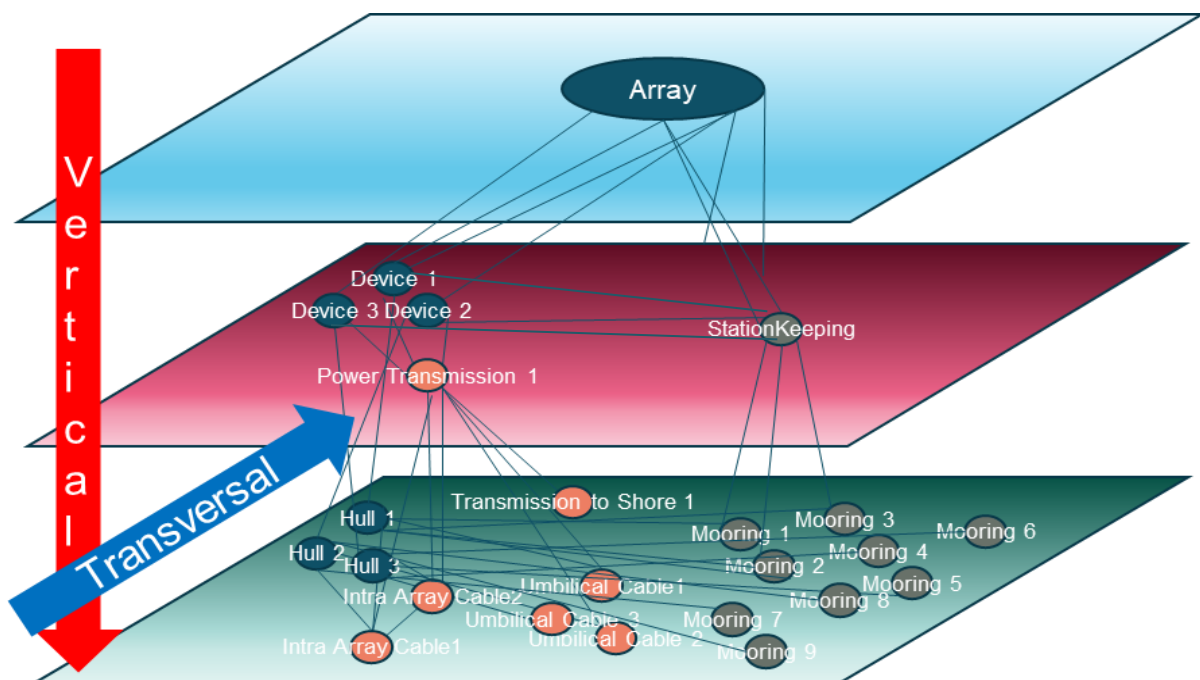 Array
Vertical
Transversal
Device 1
Device 3
Device 2
StationKeeping
Power Transmission 1
Transmission to Shore 1
Hull 1
Hull 2
Hull 3
Mooring 1
Mooring 3
Mooring 6
Mooring 4
Mooring 2
Mooring 5
Intra Array Cable2
Umbilical Cable1
Mooring 8
Umbilical Cable 3
Mooring 7
Umbilical Cable 2
Intra Array Cable1
Mooring 9